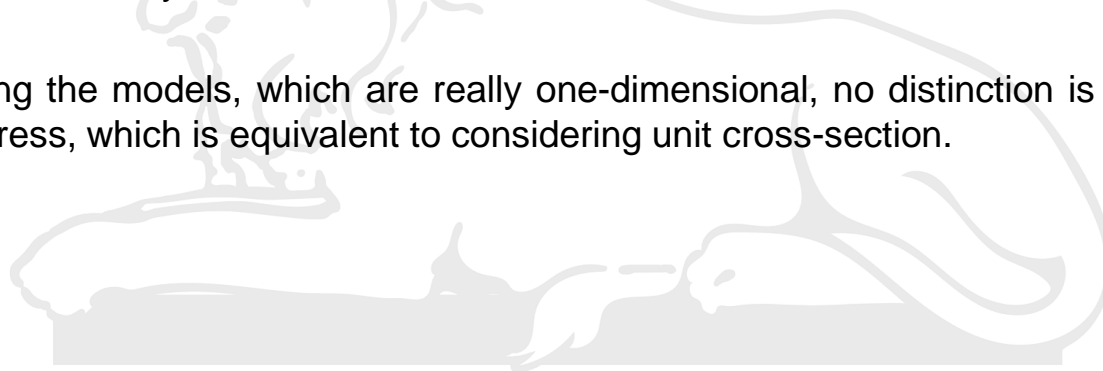 ng the models, which are really one-dimensional, no distinction is
ress, which is equivalent to considering unit cross-section.